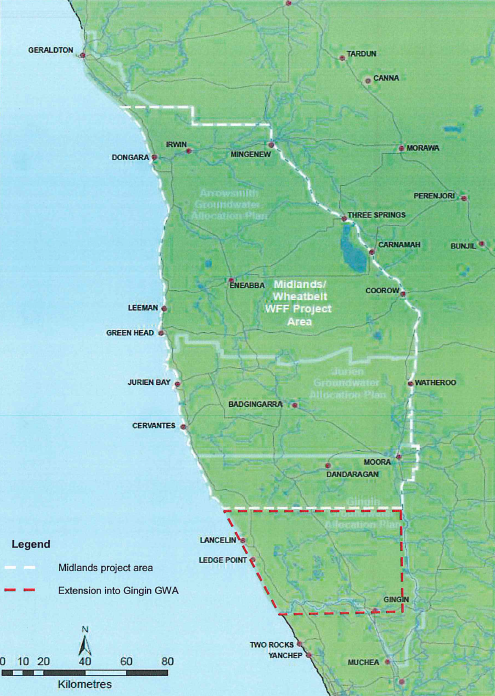 GERALDTON
TARDUN
CANNA
IRWIN
MINGENEW
MORAWA
DONGARA
Arrowsmith
Groundwater
Allocation Plan
PERENJORI
THREE SPRINGS
CARNAMAH
BUNJIL
ENEABBA
Midlands/
Wheatbelt
WFF Project
Area
COOROW
LEEMAN
GREEN HEAD
Jurien
Groundwater
Allocation Plan
JURIEN BAY
WATHEROO
BADGINGARRA
CERVANTES
MOORA
DANDARAGAN
Gingin
Allocation Plan
LANCELIN
LEDGE POINT
Legend
Midlands project area
Extension into Gingin GWA
GINGIN
N
TWO ROCKS
YANCHEP
MUCHEA
0 10 20 40 60 80
Kilometres